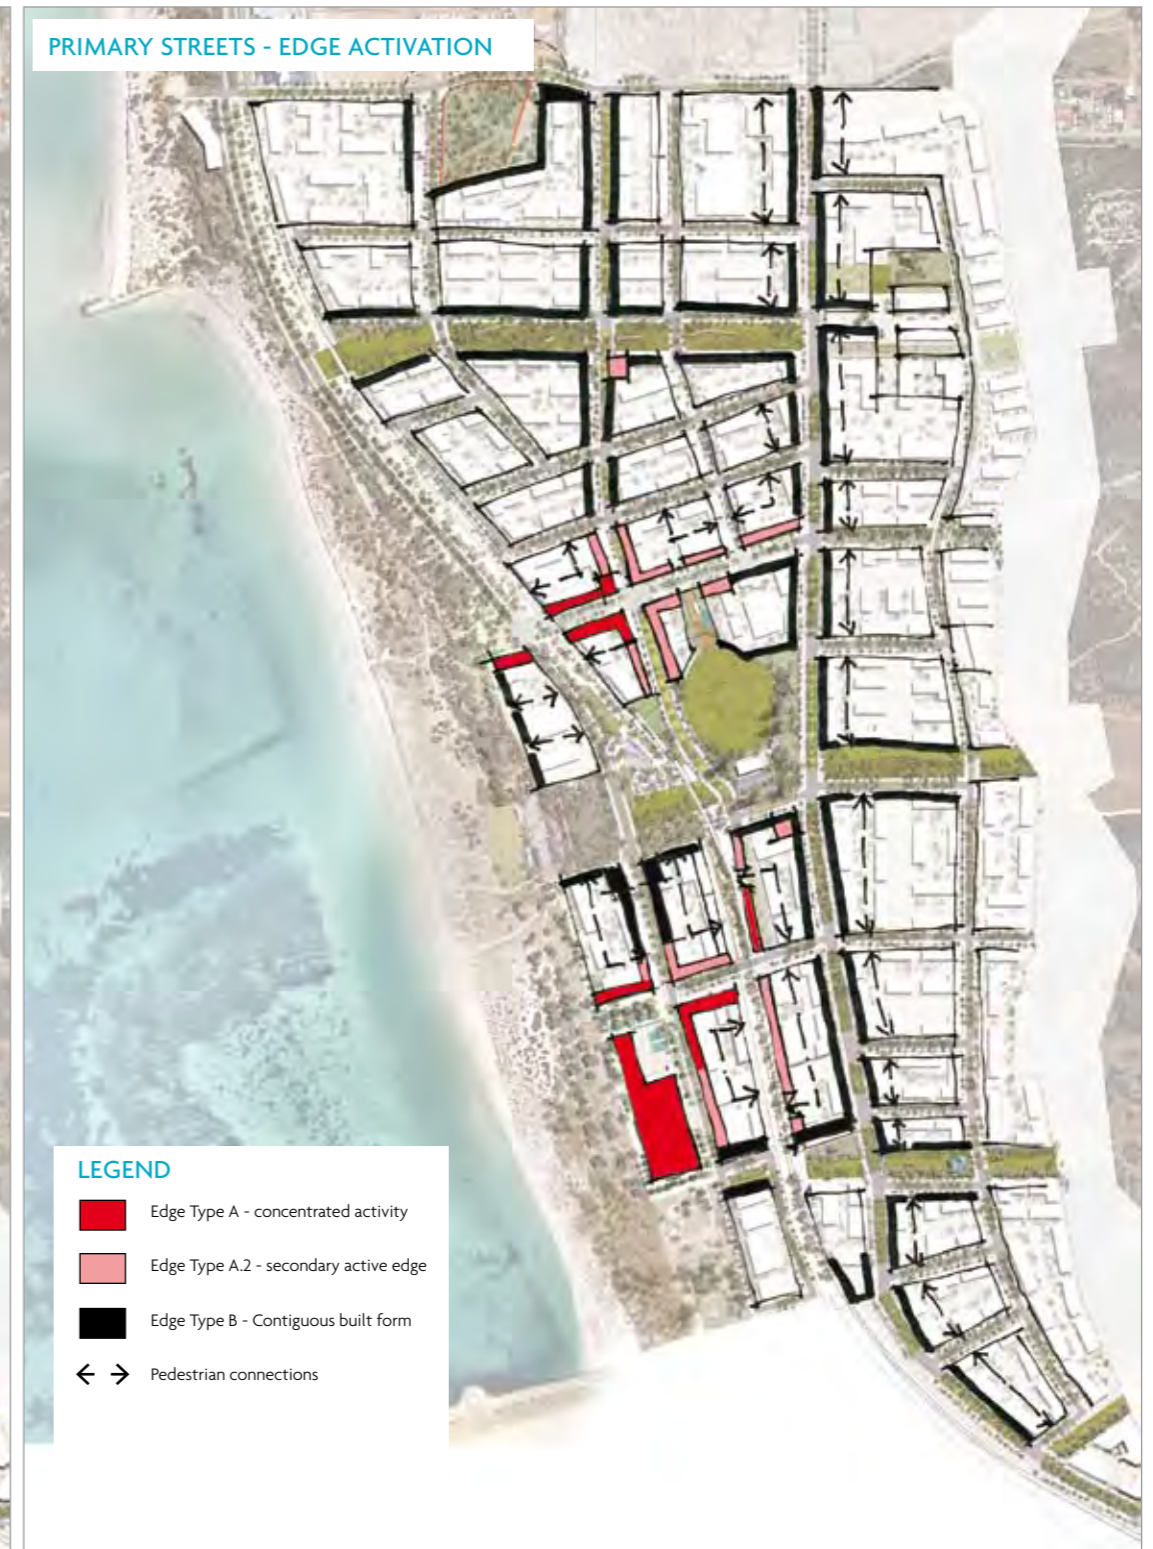 PRIMARY STREETS - EDGE ACTIVATION
LEGEND
Edge Type A - concentrated activity
Edge Type A.2 - secondary active edge
Edge Type B - Contiguous built form
Pedestrian connections